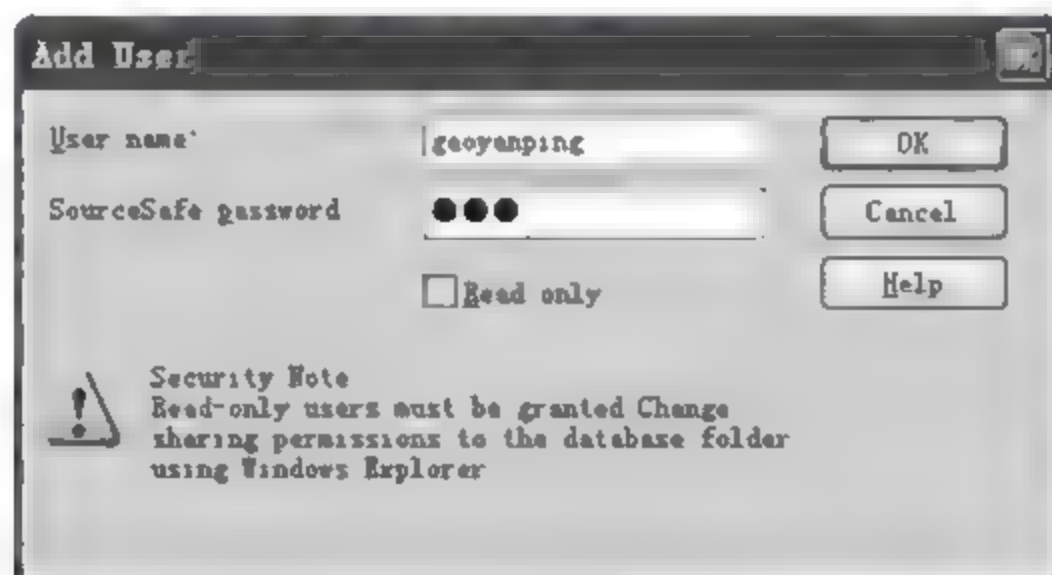 Add User
User name:
gaoyanping
OK
SourceSafe password
●●●
Cancel
Read only
Help
Security Note
Read-only users must be granted Change
sharing permissions to the database folder
using Windows Explorer